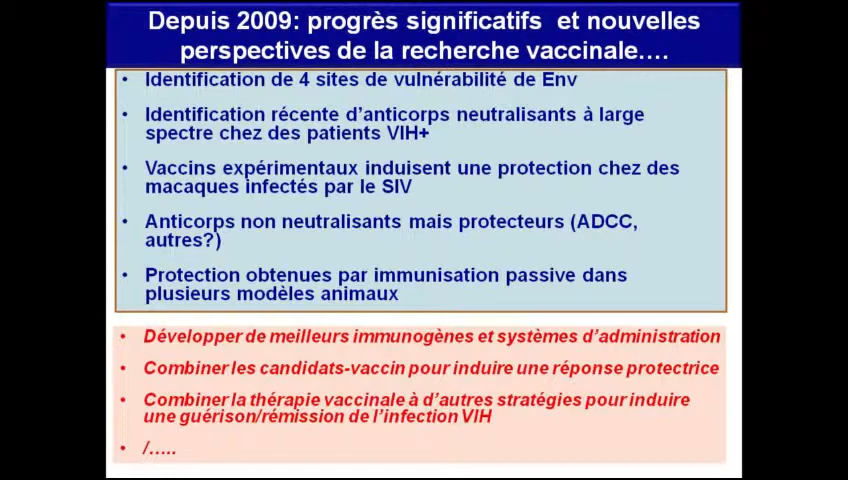 Depuis 2009: progrès significatifs et nouvelles
perspectives de la recherche vaccinale….
• Identification de 4 sites de vulnérabilité de Env
• Identification récente d’anticorps neutralisants à large
spectre chez des patients VIH+
• Vaccins expérimentaux induisent une protection chez des
macaques infectés par le SIV
• Anticorps non neutralisants mais protecteurs (ADCC,
autres?)
• Protection obtenues par immunisation passive dans
plusieurs modèles animaux
• Développer de meilleurs immunogènes et systèmes d’administration
• Combiner les candidats-vaccin pour induire une réponse protectrice
• Combiner la thérapie vaccinale à d’autres stratégies pour induire
une guérison/rémission de l’infection VIH
• /…..